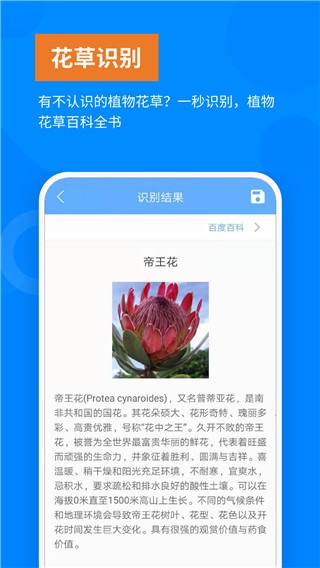 花草识别
有不认识的植物花草？一秒识别，植物
花草百科全书
识别结果
百度百科
帝王花
帝王花(Protea cynaroides)，又名普蒂亚花，是南
非共和国的国花。其花朵硕大、花形奇特、瑰丽多
彩、高贵优雅，号称“花中之王”。久开不败的帝王
花，被誉为全世界最富贵华丽的鲜花，代表着旺盛
而顽强的生命力，并象征着胜利、圆满与吉祥。喜
温暖、稍干燥和阳光充足环境，不耐寒，宜爽水，
忌积水，要求疏松和排水良好的酸性土壤。可以在
海拔0米直至1500米高山上生长。不同的气候条件
和地理环境会导致帝王花树叶、花型、花色以及开
花时间发生巨大变化。具有很强的观赏价值与药食
价值。